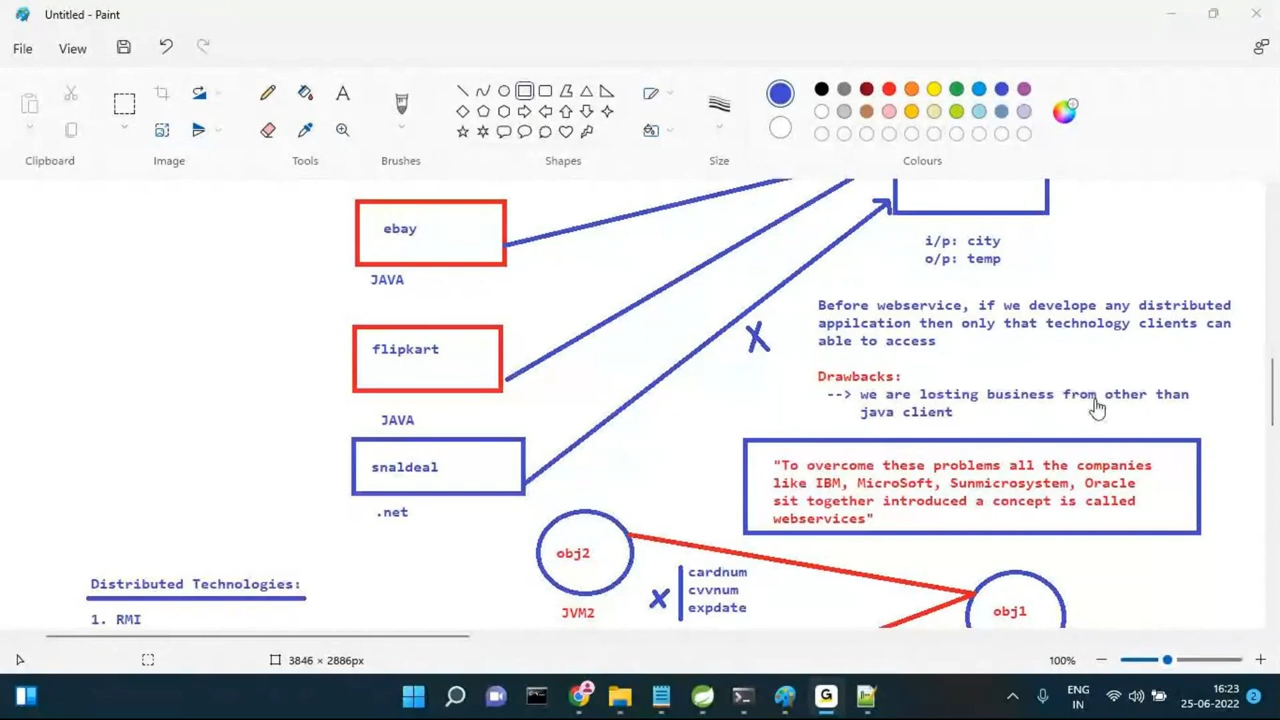 Untitled - Paint
File
View
Clipboard
Image
Tools
Brushes
Shapes
Size
Colours
ebay
JAVA
flipkart
JAVA
snaldeal
.net
i/p: city
o/p: temp
Before webservice, if we develope any distributed
appilcation then only that technology clients can
able to access
Drawbacks:
--> we are losting business from other than
java client
"To overcome these problems all the companies
like IBM, MicroSoft, Sunmicrosystem, Oracle
sit together introduced a concept is called
webservices"
obj2
JVM2
X
X
cardnum
cvvnum
expdate
obj1
Distributed Technologies:
1. RMI
3846 × 2886px
100%
ENG
IN
16:23
25-06-2022
2